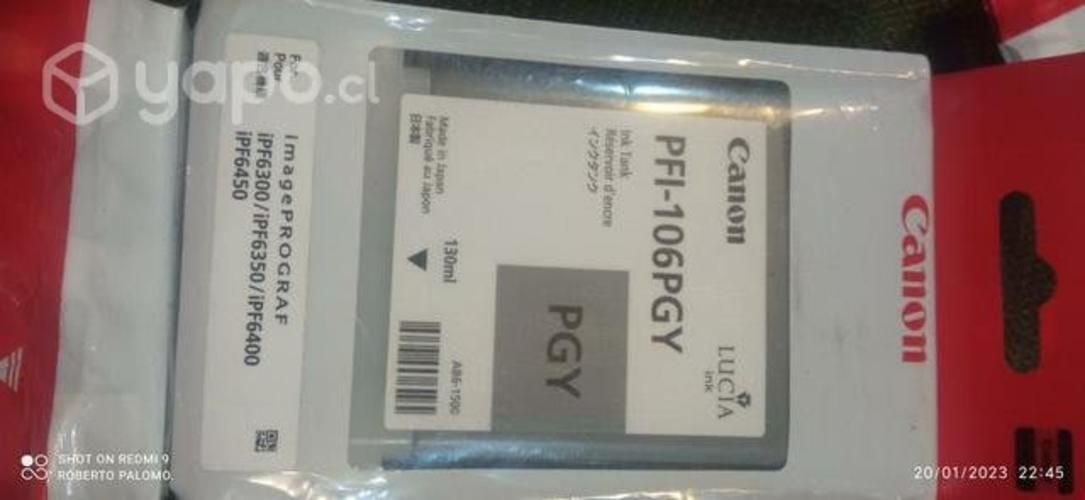 yapo.cl
Canon
Canon
PFI-106PGY
LUCIA
ink
Ink Tank
Réservoir d'encre
インクタンク
PGY
Made in Japan
Fabriqué au Japon
日本製
130ml
A86-1500
For
Pour
imagePROGRAF
iPF6300/iPF6350/iPF6400
iPF6450
SHOT ON REDMI 9
ROBERTO PALOMO.
20/01/2023 22:45